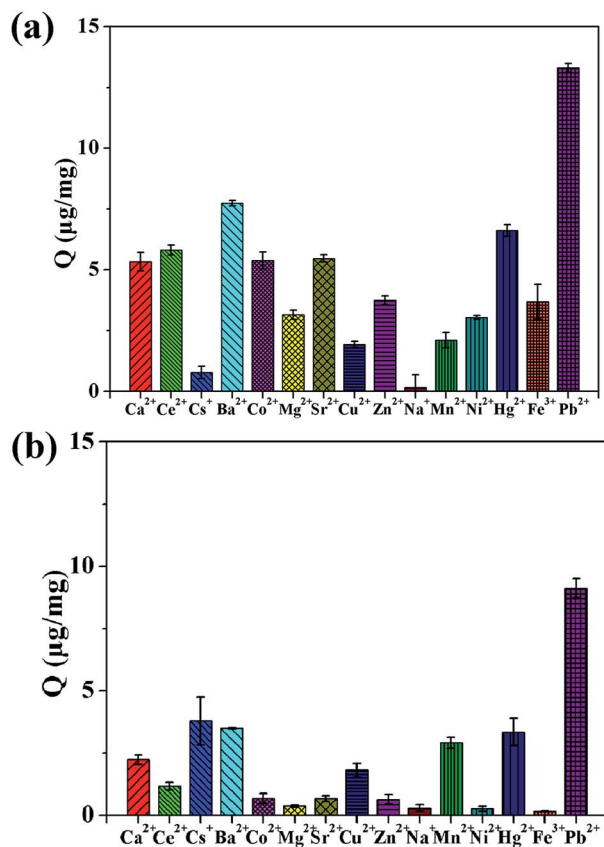 (a)
15
10
5
0
Q (µg/mg)
Ca²⁺ Ce²⁺ Cs⁺ Ba²⁺ Co²⁺ Mg²⁺ Sr²⁺ Cu²⁺ Zn²⁺ Na⁺ Mn²⁺ Ni²⁺ Hg²⁺ Fe³⁺ Pb²⁺
(b)
15
10
5
0
Q (µg/mg)
Ca²⁺ Ce²⁺ Cs⁺ Ba²⁺ Co²⁺ Mg²⁺ Sr²⁺ Cu²⁺ Zn²⁺ Na⁺ Mn²⁺ Ni²⁺ Hg²⁺ Fe³⁺ Pb²⁺